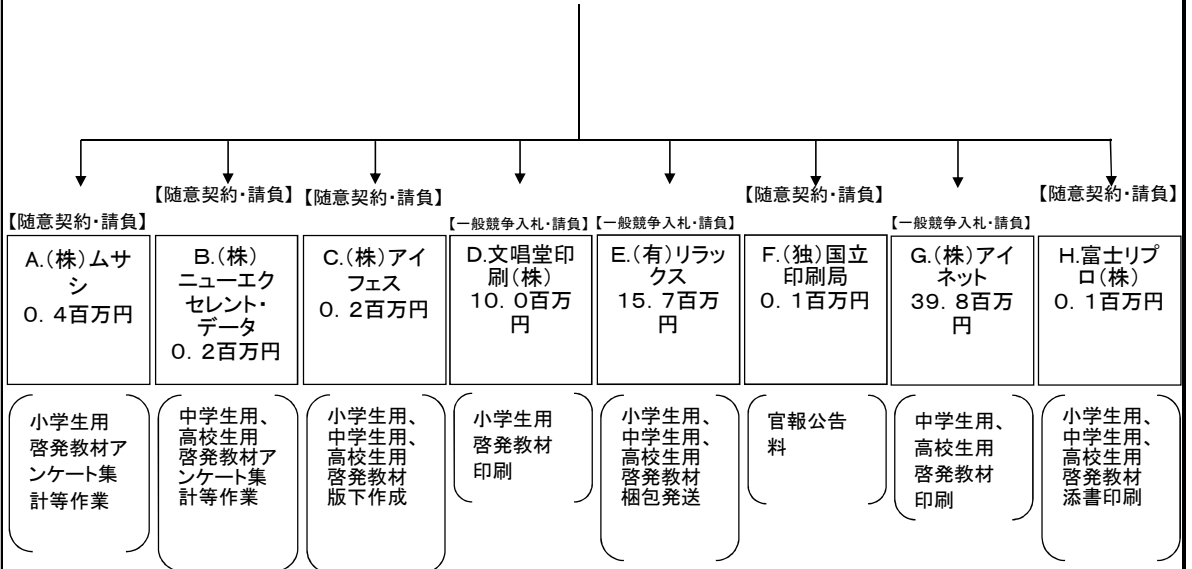 【随意契約・請負】
A.(株)ムサ
シ
0．4百万円
小学生用
啓発教材ア
ンケート集
計等作業
【随意契約・請負】
B.(株)
ニューエク
セレント・
データ
0．2百万円
中学生用、
高校生用
啓発教材ア
ンケート集
計等作業
【随意契約・請負】
C.(株)アイ
フェス
0．2百万円
小学生用、
中学生用、
高校生用
啓発教材
版下作成
【一般競争入札・請負】
D.文唱堂印
刷(株)
10．0百万
円
小学生用
啓発教材
印刷
【一般競争入札・請負】
E.(有)リラッ
クス
15．7百万
円
小学生用、
中学生用、
高校生用
啓発教材
梱包発送
【随意契約・請負】
F.(独)国立
印刷局
0．1百万円
官報公告
料
【一般競争入札・請負】
G.(株)アイ
ネット
39．8百万
円
中学生用、
高校生用
啓発教材
印刷
【随意契約・請負】
H.富士リプ
ロ(株)
0．1百万円
小学生用、
中学生用、
高校生用
啓発教材
添書印刷